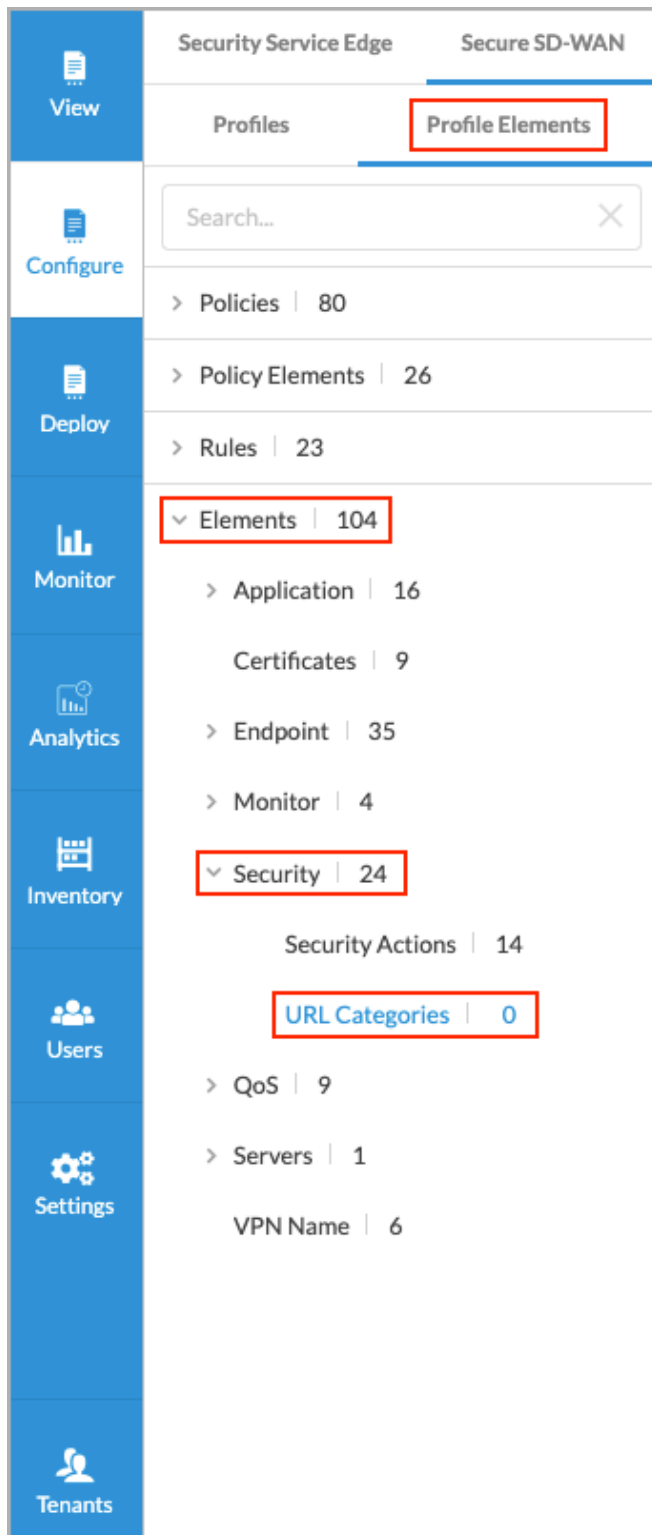 View
Configure
Deploy
Monitor
Analytics
Inventory
Users
Settings
Tenants
Security Service Edge Secure SD-WAN
Profiles Profile Elements
Search...
Policies 80
Policy Elements 26
Rules 23
Elements 104
Application 16
Certificates 9
Endpoint 35
Monitor 4
Security 24
Security Actions 14
URL Categories 0
QoS 9
Servers 1
VPN Name 6